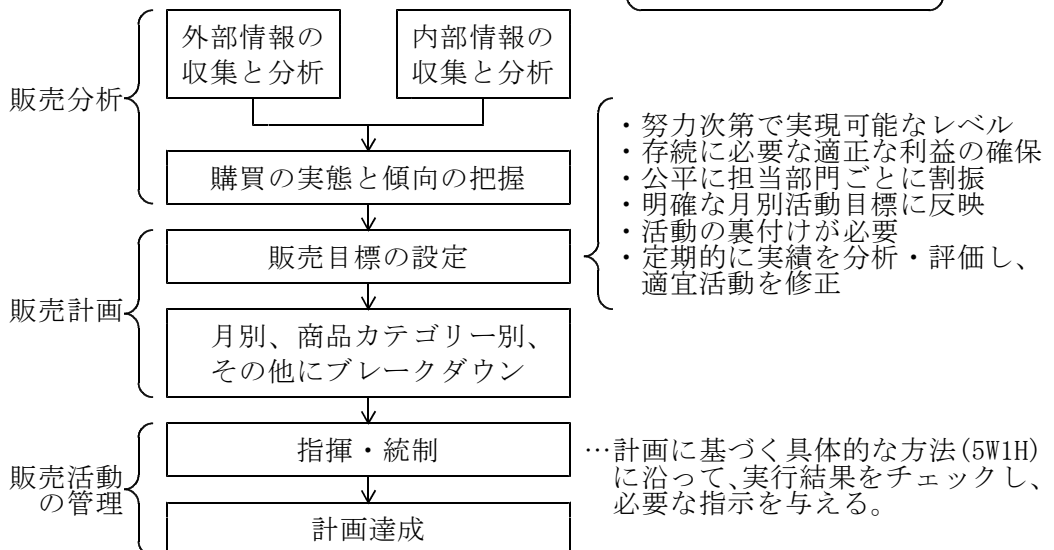 外部情報の
収集と分析
内部情報の
収集と分析
販売分析
購買の実態と傾向の把握
・努力次第で実現可能なレベル
・存続に必要な適正な利益の確保
・公平に担当部門ごとに割振
・明確な月別活動目標に反映
・活動の裏付けが必要
・定期的に実績を分析・評価し、
適宜活動を修正
販売目標の設定
販売計画
月別、商品カテゴリー別、
その他にブレークダウン
指揮・統制
…計画に基づく具体的な方法(5W1H)
に沿って、実行結果をチェックし、
必要な指示を与える。
販売活動
の管理
計画達成